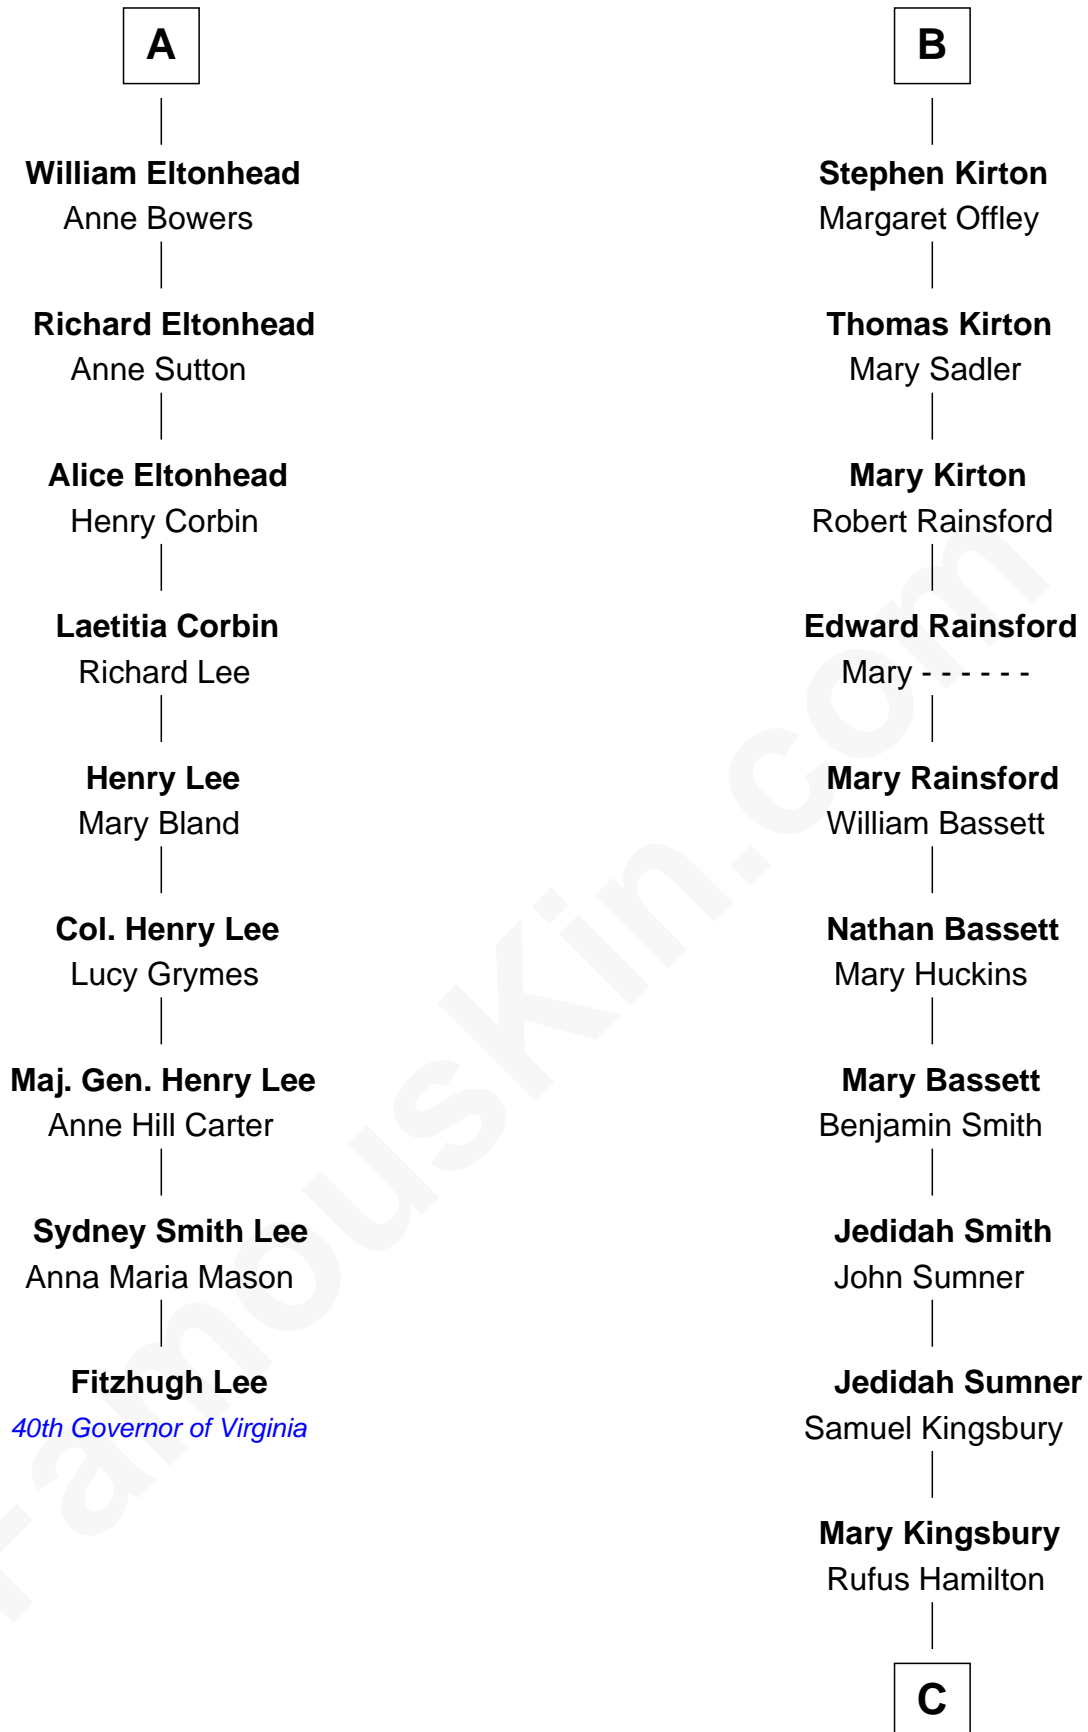 A
William Eltonhead
Anne Bowers
Richard Eltonhead
Anne Sutton
Alice Eltonhead
Henry Corbin
Laetitia Corbin
Richard Lee
Henry Lee
Mary Bland
Col. Henry Lee
Lucy Grymes
Maj. Gen. Henry Lee
Anne Hill Carter
Sydney Smith Lee
Anna Maria Mason
Fitzhugh Lee
40th Governor of Virginia
B
Stephen Kirton
Margaret Offley
Thomas Kirton
Mary Sadler
Mary Kirton
Robert Rainsford
Edward Rainsford
Mary - - - - - -
Mary Rainsford
William Bassett
Nathan Bassett
Mary Huckins
Mary Bassett
Benjamin Smith
Jedidah Smith
John Sumner
Jedidah Sumner
Samuel Kingsbury
Mary Kingsbury
Rufus Hamilton
C
FamousKin.com